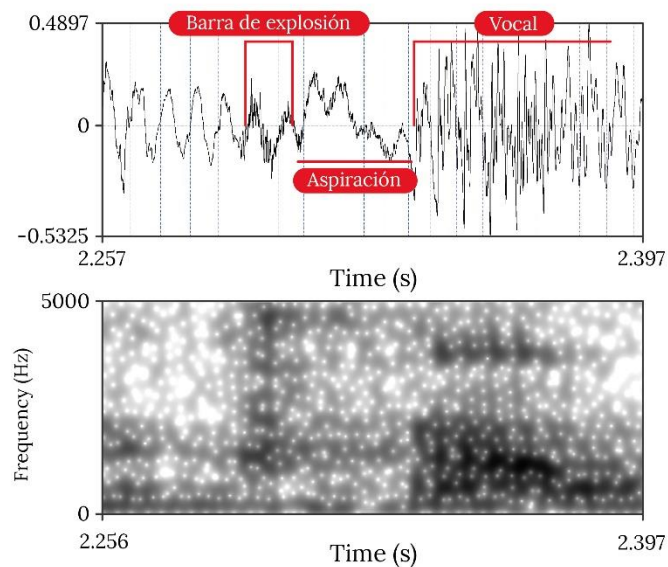 Barra de explosión
Vocal
0.4897
0
Aspiración
-0.5325
2.257
2.397
Time (s)
5000
Frequency (Hz)
0
2.256
2.397
Time (s)